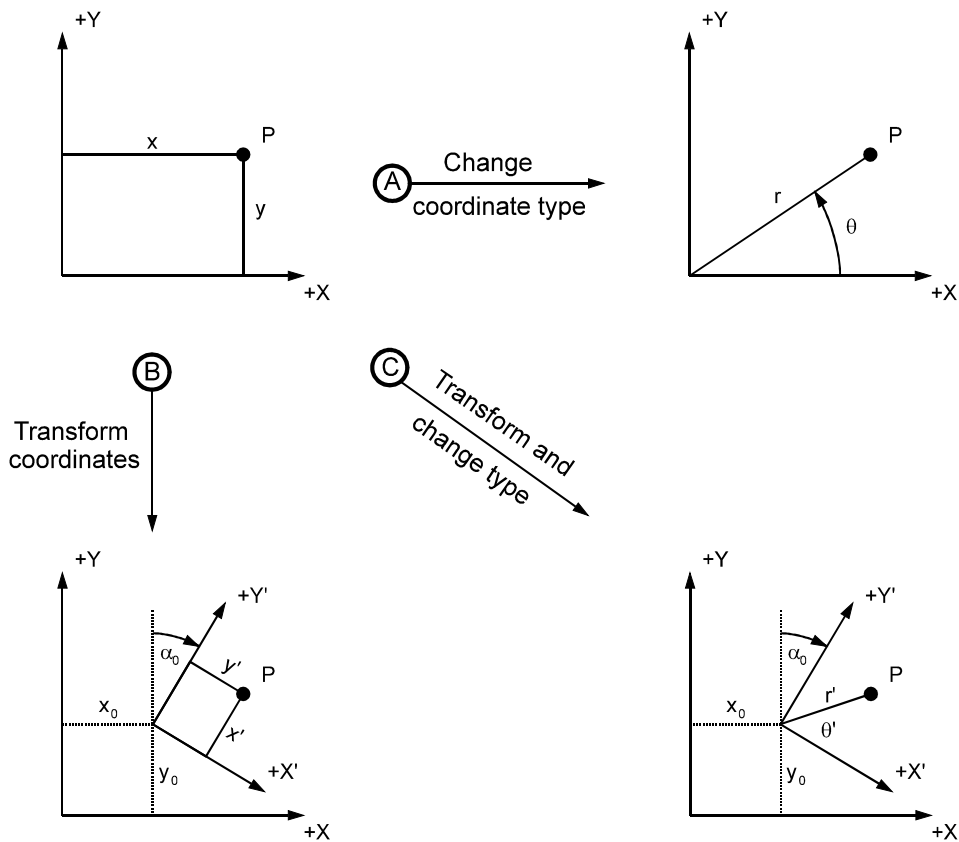 +Y
x
P
y
+X
A
Change
coordinate type
+Y
P
r
θ
+X
B
Transform
coordinates
C
Transform and
change type
+Y
+Y'
α0
y'
P
x0
x'
y0
+X'
+X
+Y
+Y'
α0
P
r'
x0
θ'
y0
+X'
+X